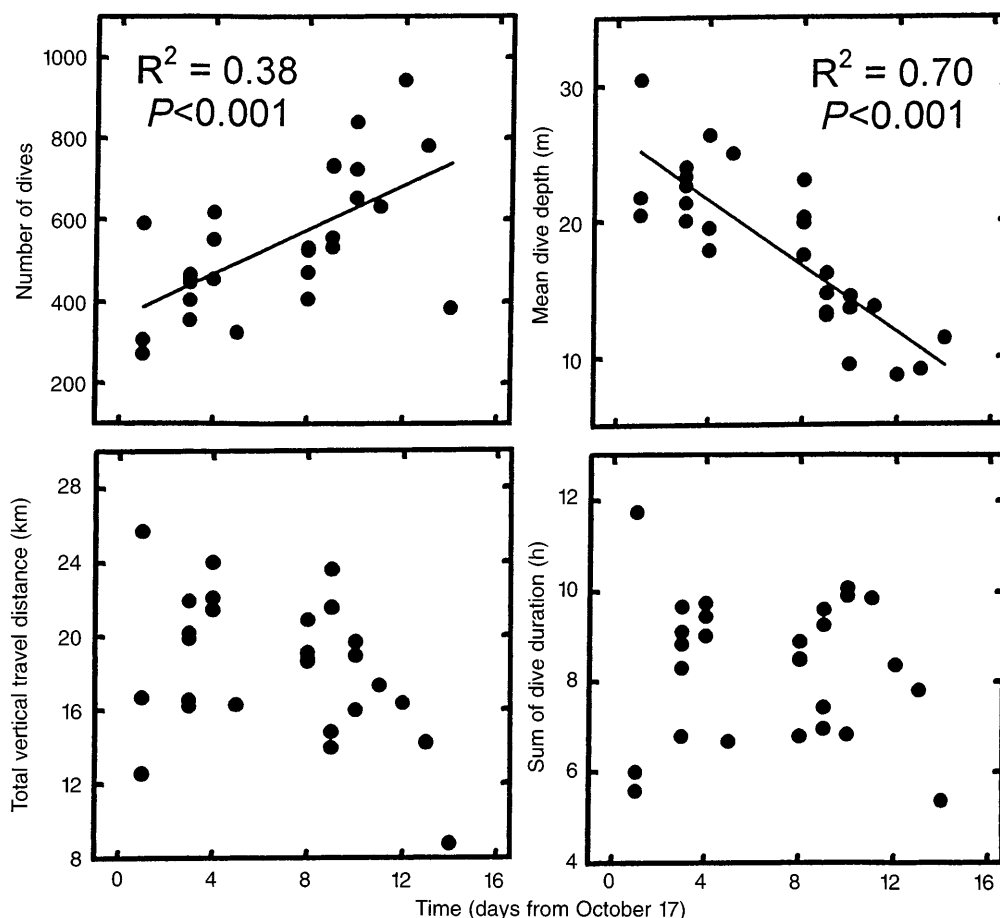 1000
800
600
400
200
Number of dives
R² = 0.38
P<0.001
30
20
10
Mean dive depth (m)
R² = 0.70
P<0.001
28
24
20
16
12
8
Total vertical travel distance (km)
0 4 8 12 16
12
10
8
6
4
Sum of dive duration (h)
0 4 8 12 16
Time (days from October 17)